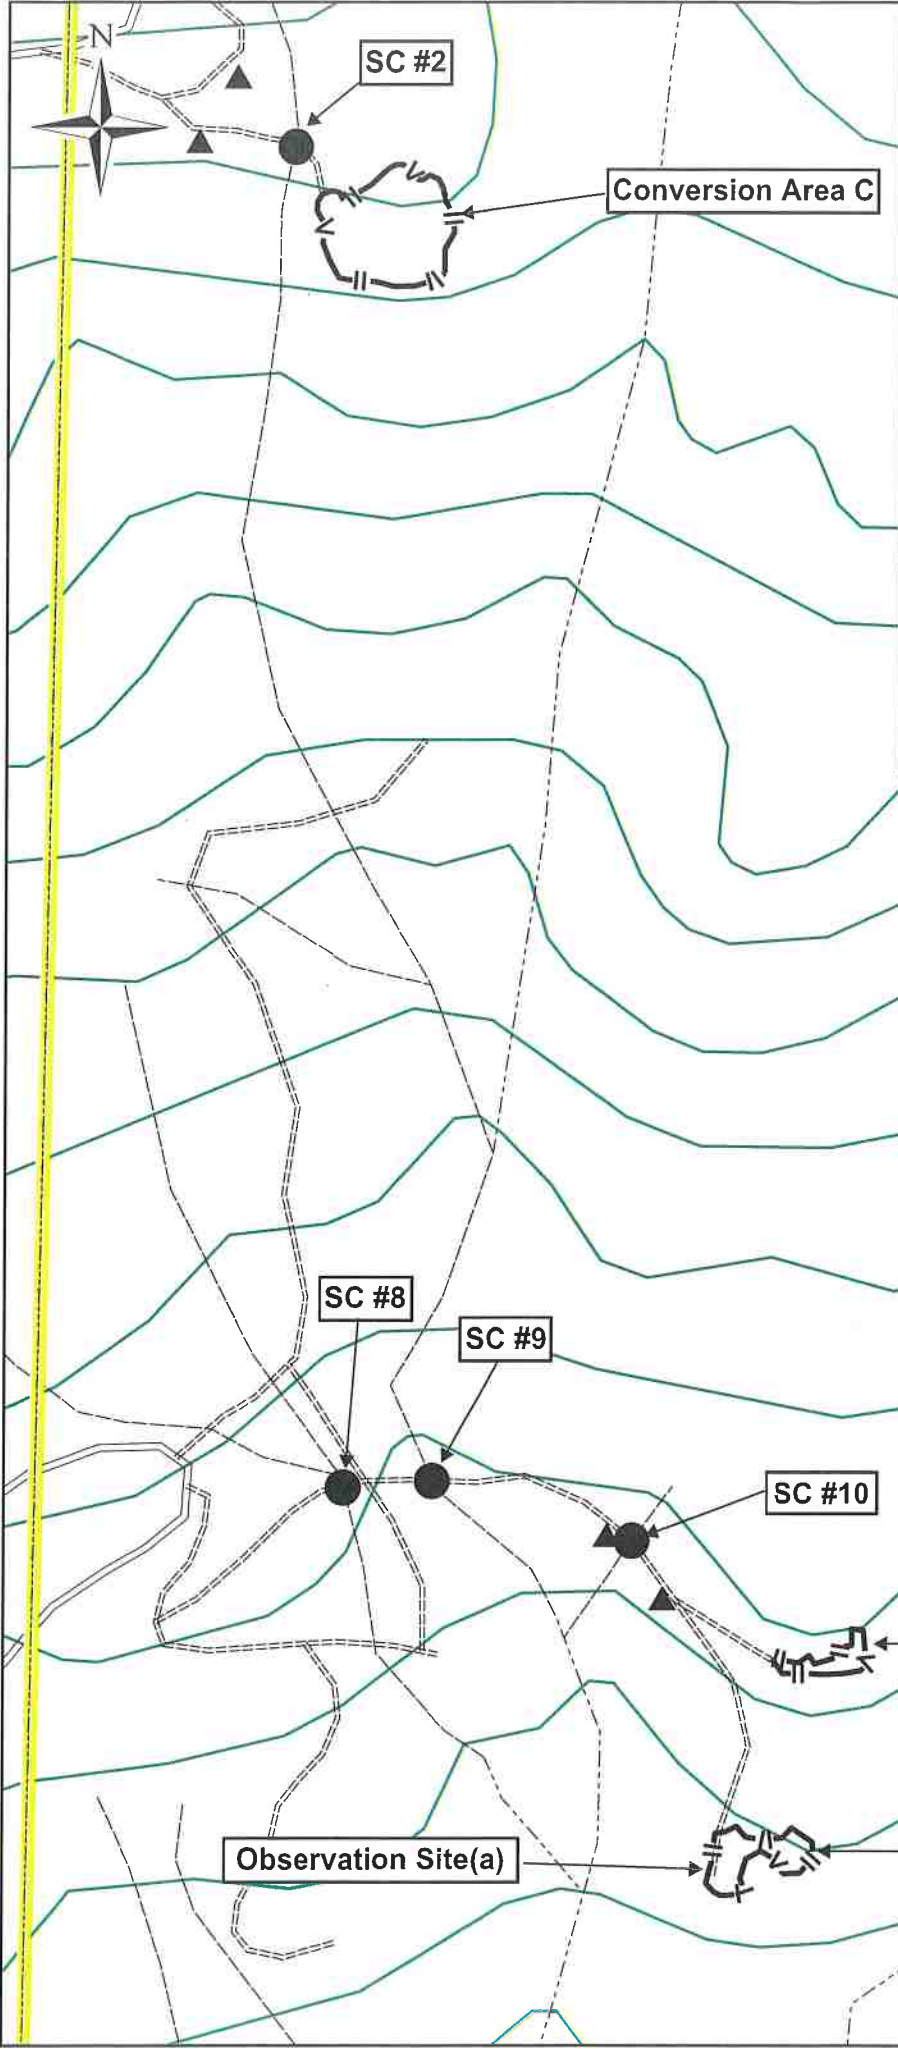 N
SC #2
Conversion Area C
SC #8
SC #9
SC #10
Observation Site(a)